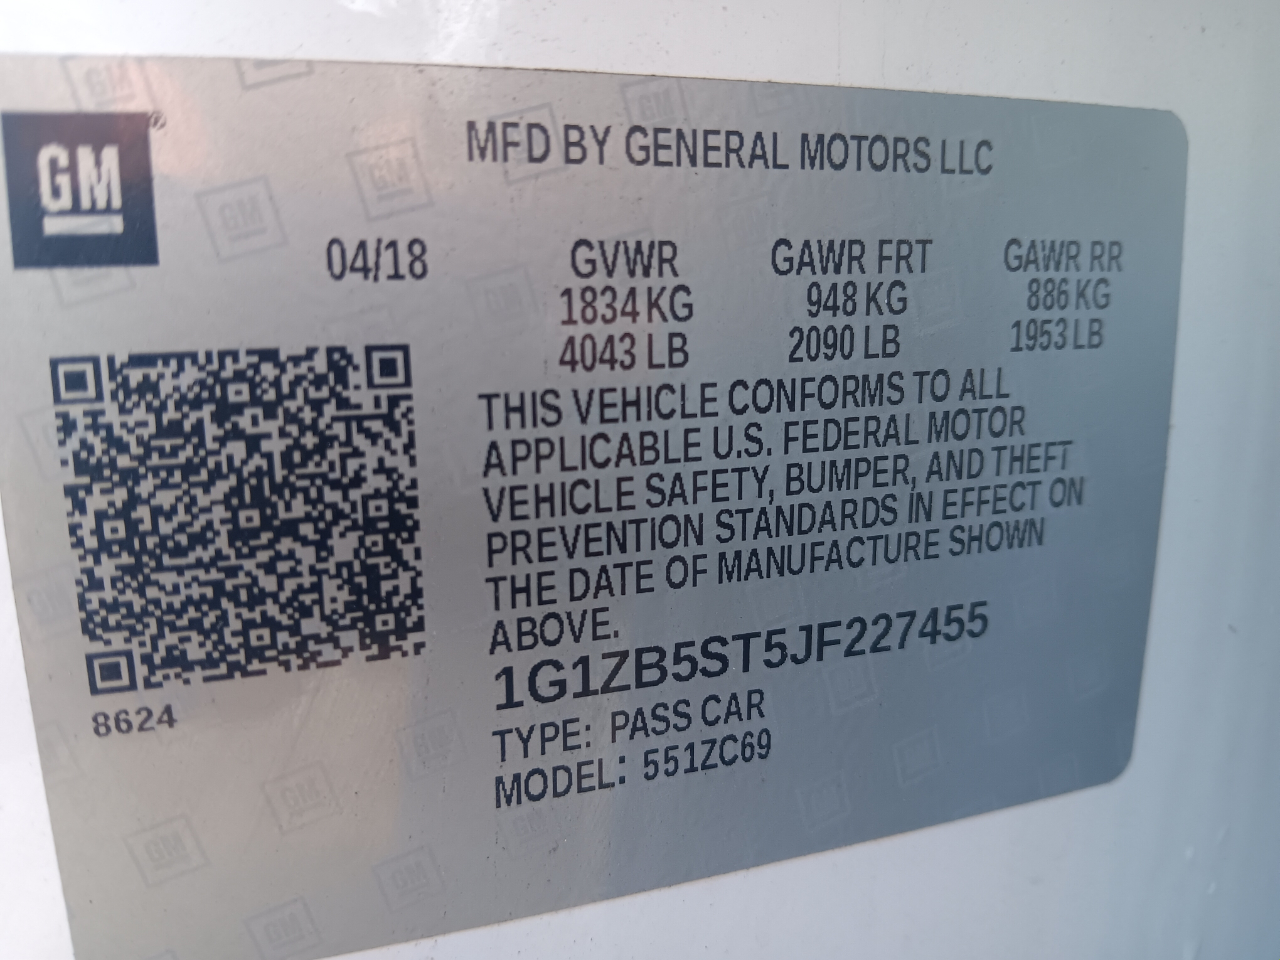 GM®
MFD BY GENERAL MOTORS LLC
04/18 GVWR GAWR FRT GAWR RR
1834 KG 948 KG 886 KG
4043 LB 2090 LB 1953 LB
THIS VEHICLE CONFORMS TO ALL
APPLICABLE U.S. FEDERAL MOTOR
VEHICLE SAFETY, BUMPER, AND THEFT
PREVENTION STANDARDS IN EFFECT ON
THE DATE OF MANUFACTURE SHOWN
ABOVE.
1G1ZB5ST5JF227455
TYPE: PASS CAR
MODEL: 551ZC69
8624